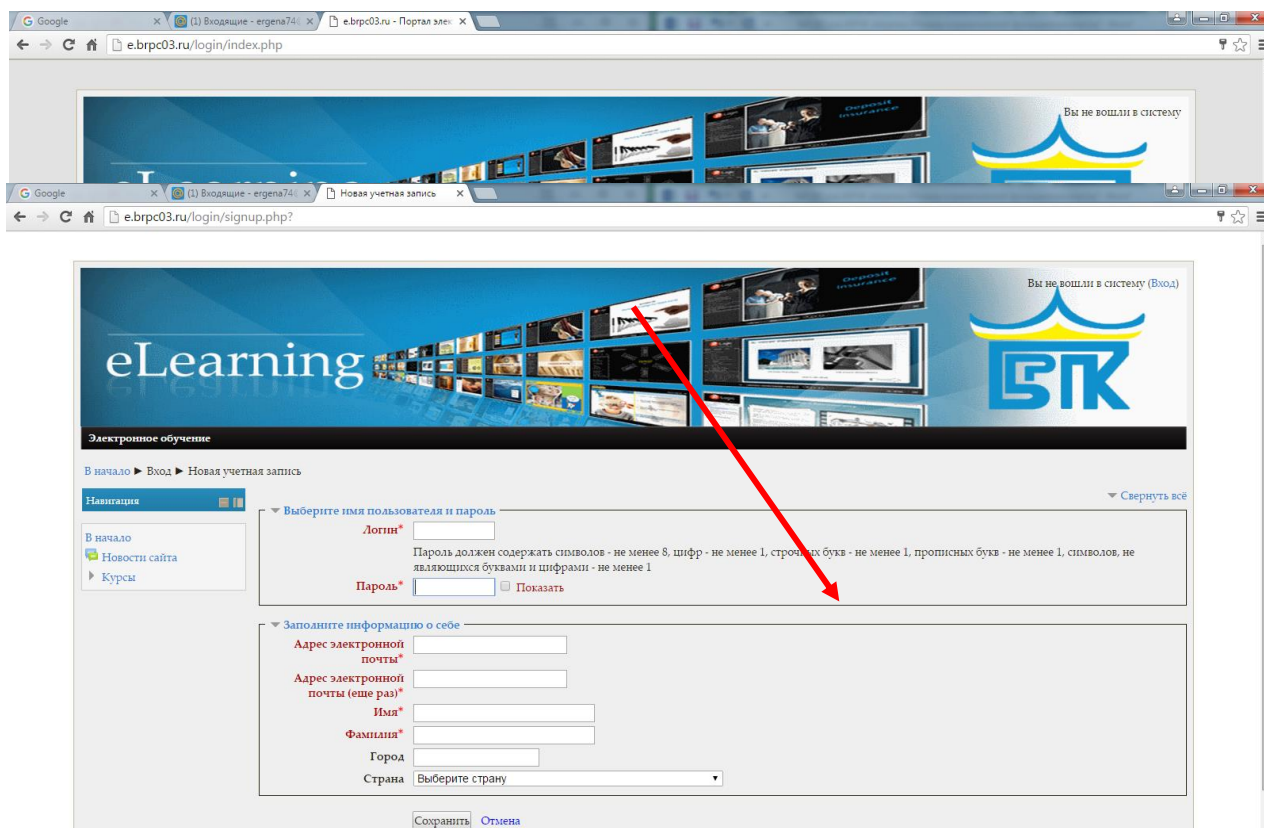 Google
(1) Входящие - ergena74
e.brpc03.ru - Портал элек
e.brpc03.ru/login/index.php
Deposit
Insurance
Вы не вошли в систему
eLearning
Google
(1) Входящие - ergena74
Новая учетная запись
e.brpc03.ru/login/signup.php?
Deposit
Insurance
Вы не вошли в систему (Вход)
eLearning
БПК
Электронное обучение
В начало ► Вход ► Новая учетная запись
Навигация
Свернуть всё
В начало
Новости сайта
Курсы
Выберите имя пользователя и пароль
Логин*
Пароль должен содержать символов - не менее 8, цифр - не менее 1, строчных букв - не менее 1, прописных букв - не менее 1, символов, не
являющихся буквами и цифрами - не менее 1
Пароль*
Показать
Заполните информацию о себе
Адрес электронной
почты*
Адрес электронной
почты (еще раз)*
Имя*
Фамилия*
Город
Страна Выберите страну
Сохранить Отмена